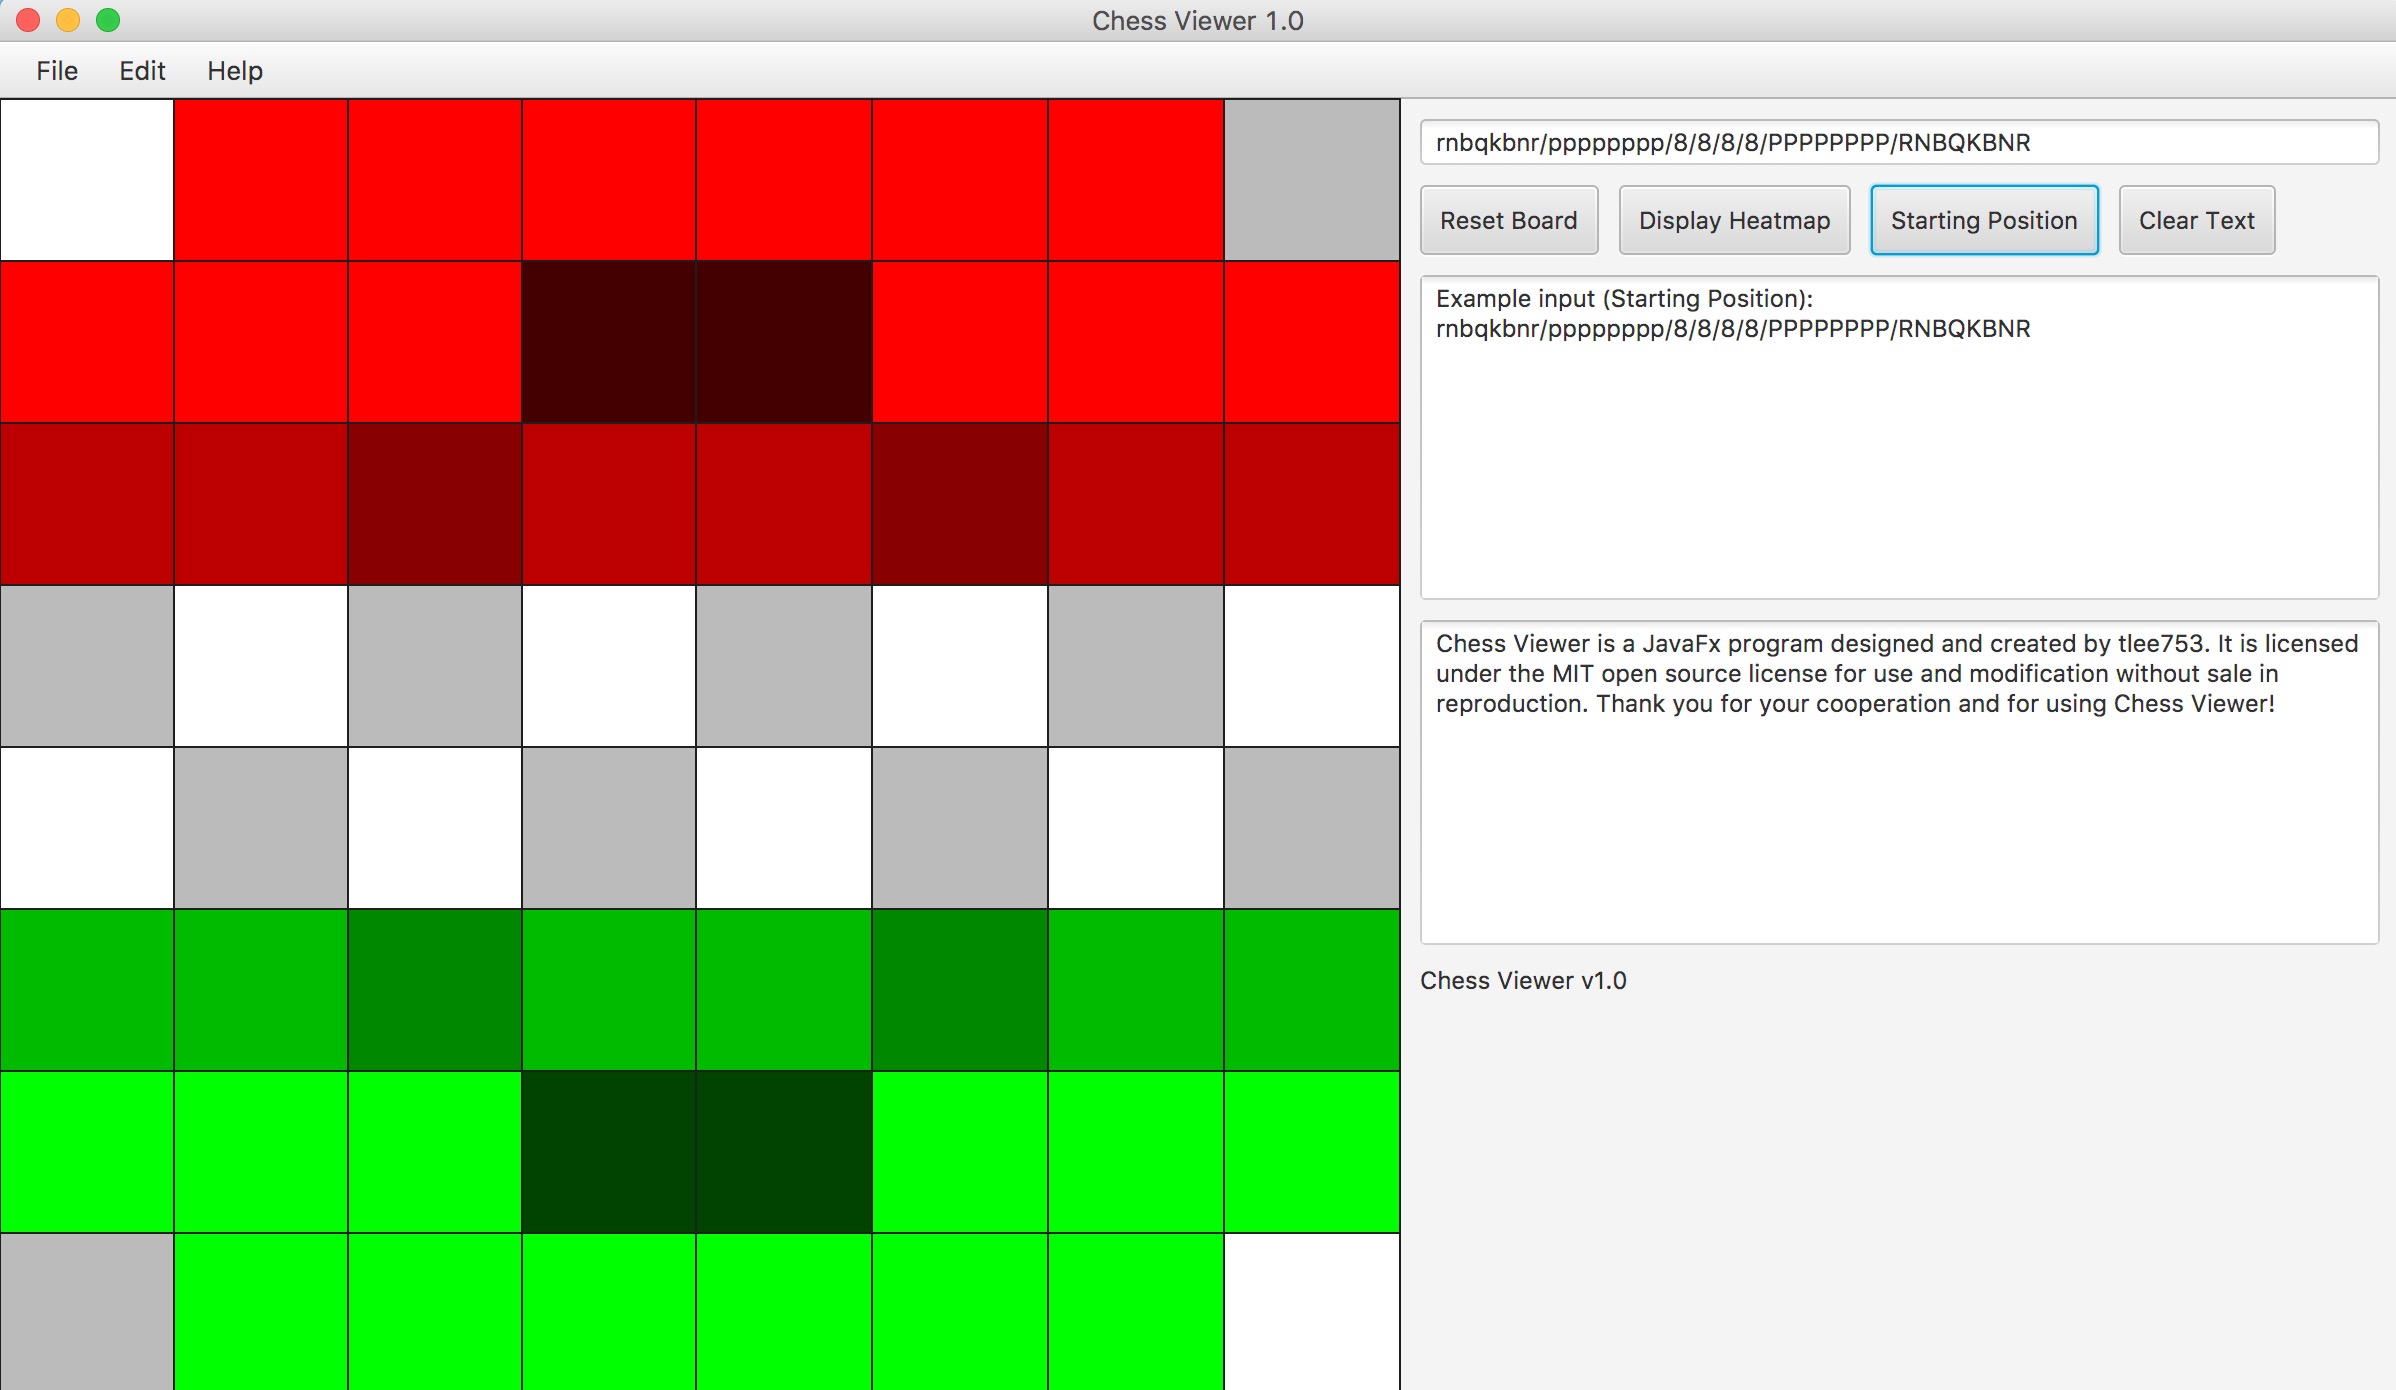 Chess Viewer 1.0
File Edit Help
rnbqkbnr/pppppppp/8/8/8/8/PPPPPPPP/RNBQKBNR
Reset Board Display Heatmap Starting Position Clear Text
Example input (Starting Position):
rnbqkbnr/pppppppp/8/8/8/8/PPPPPPPP/RNBQKBNR
Chess Viewer is a JavaFx program designed and created by tlee753. It is licensed
under the MIT open source license for use and modification without sale in
reproduction. Thank you for your cooperation and for using Chess Viewer!
Chess Viewer v1.0